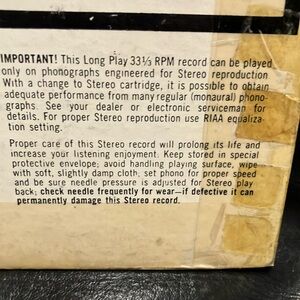 IMPORTANT! This Long Play 33⅓ RPM record can be played
only on phonographs engineered for Stereo reproduction
With a change to Stereo cartridge, it is possible to obtain
adequate performance from many regular (monaural) phono-
graphs. See your dealer or electronic serviceman for
details. For proper Stereo reproduction use RIAA equaliza-
tion setting.
Proper care of this Stereo record will prolong its life and
increase your listening enjoyment. Keep stored in special
protective envelope; avoid handling playing surface, wipe
with soft, slightly damp cloth; set phono for proper speed
and be sure needle pressure is adjusted for Stereo play
back; check needle frequently for wear—if defective it can
permanently damage this Stereo record.